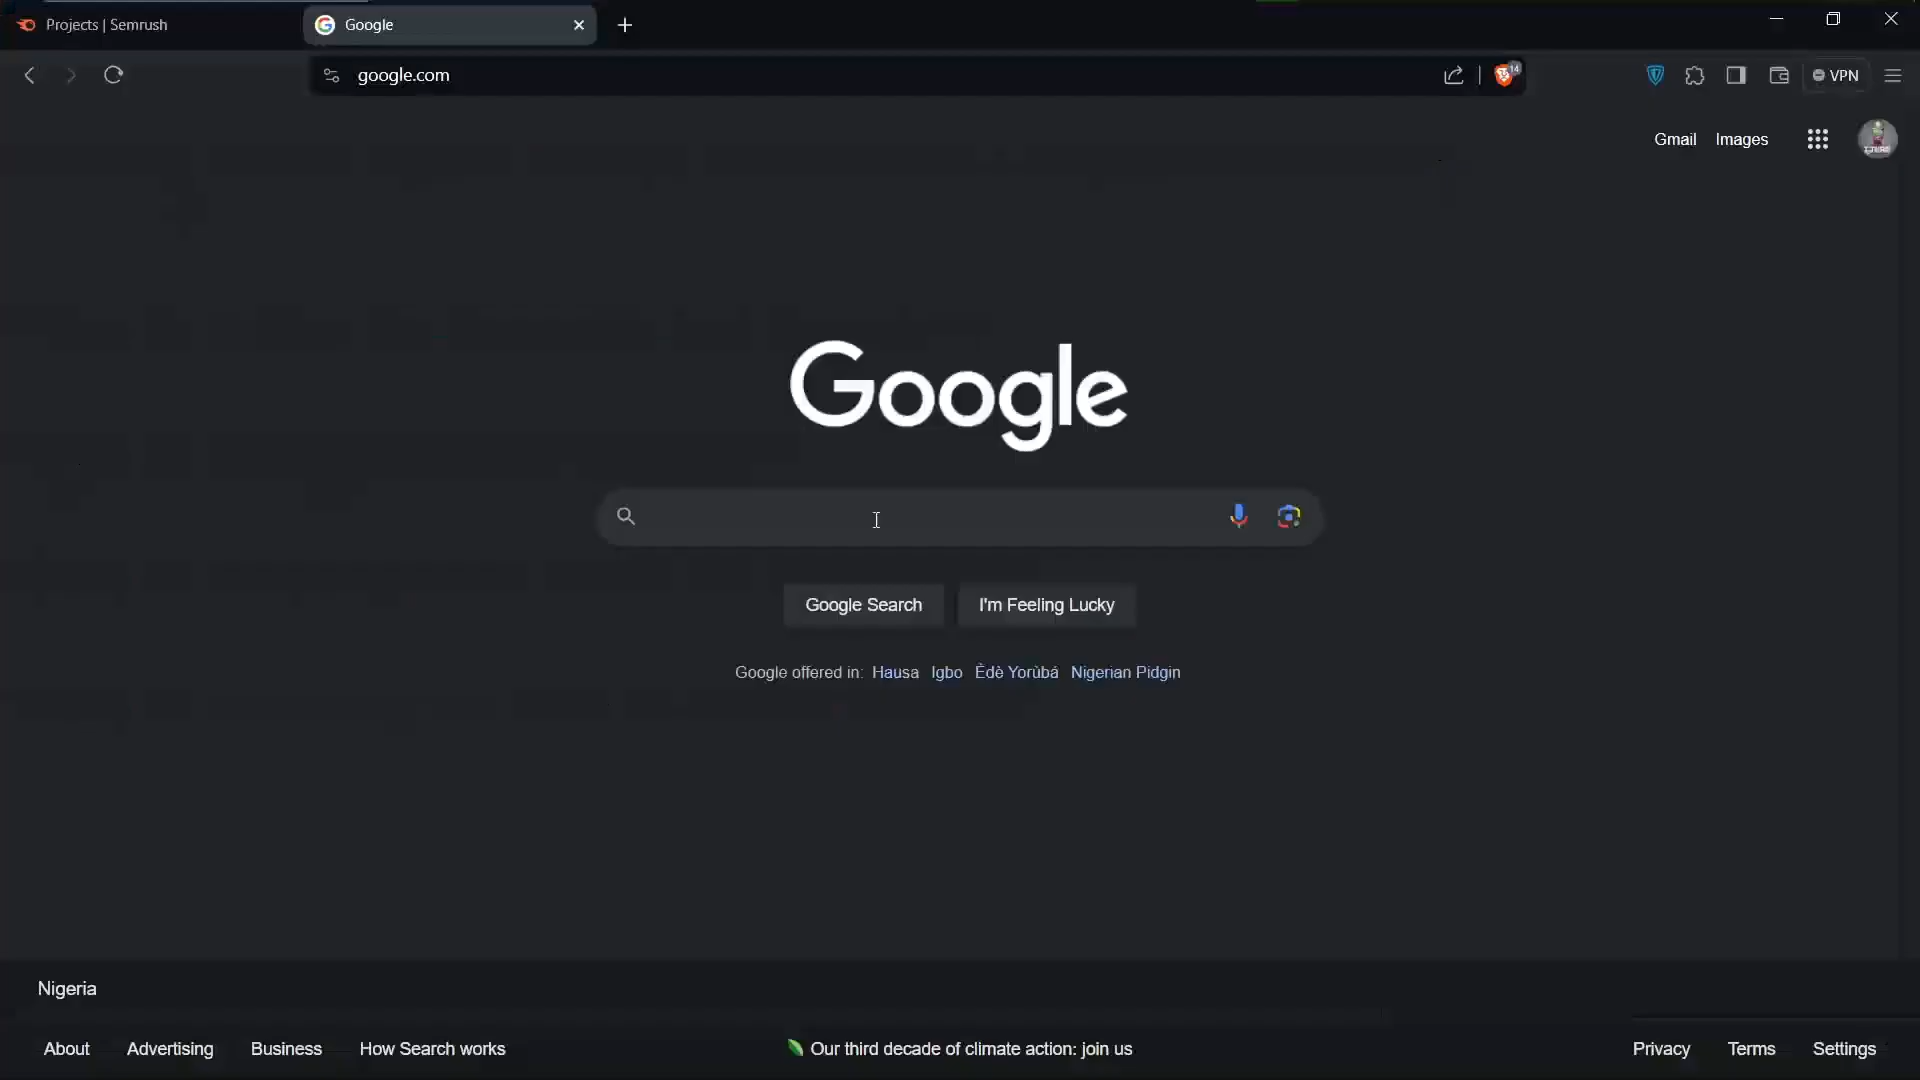 Projects | Semrush
Google
google.com
14
VPN
Gmail Images
Google
Google Search
I'm Feeling Lucky
Google offered in: Hausa Igbo Èdè Yorùbá Nigerian Pidgin
Nigeria
About Advertising Business How Search works
Our third decade of climate action: join us
Privacy Terms Settings